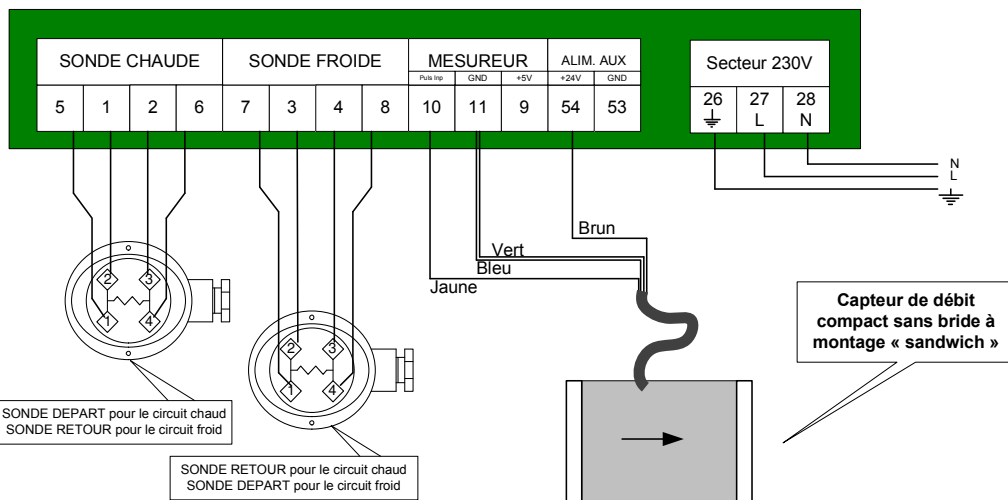 SONDE CHAUDE
SONDE FROIDE
MESUREUR
ALIM. AUX
Puls Inp
GND
+5V
+24V
GND
5 1 2 6 7 3 4 8 10 11 9 54 53
Secteur 230V
26 27 28
L N
N
L
Brun
Vert
Bleu
Jaune
2 3
1 4
2 3
1 4
Capteur de débit
compact sans bride à
montage « sandwich »
SONDE DEPART pour le circuit chaud
SONDE RETOUR pour le circuit froid
SONDE RETOUR pour le circuit chaud
SONDE DEPART pour le circuit froid